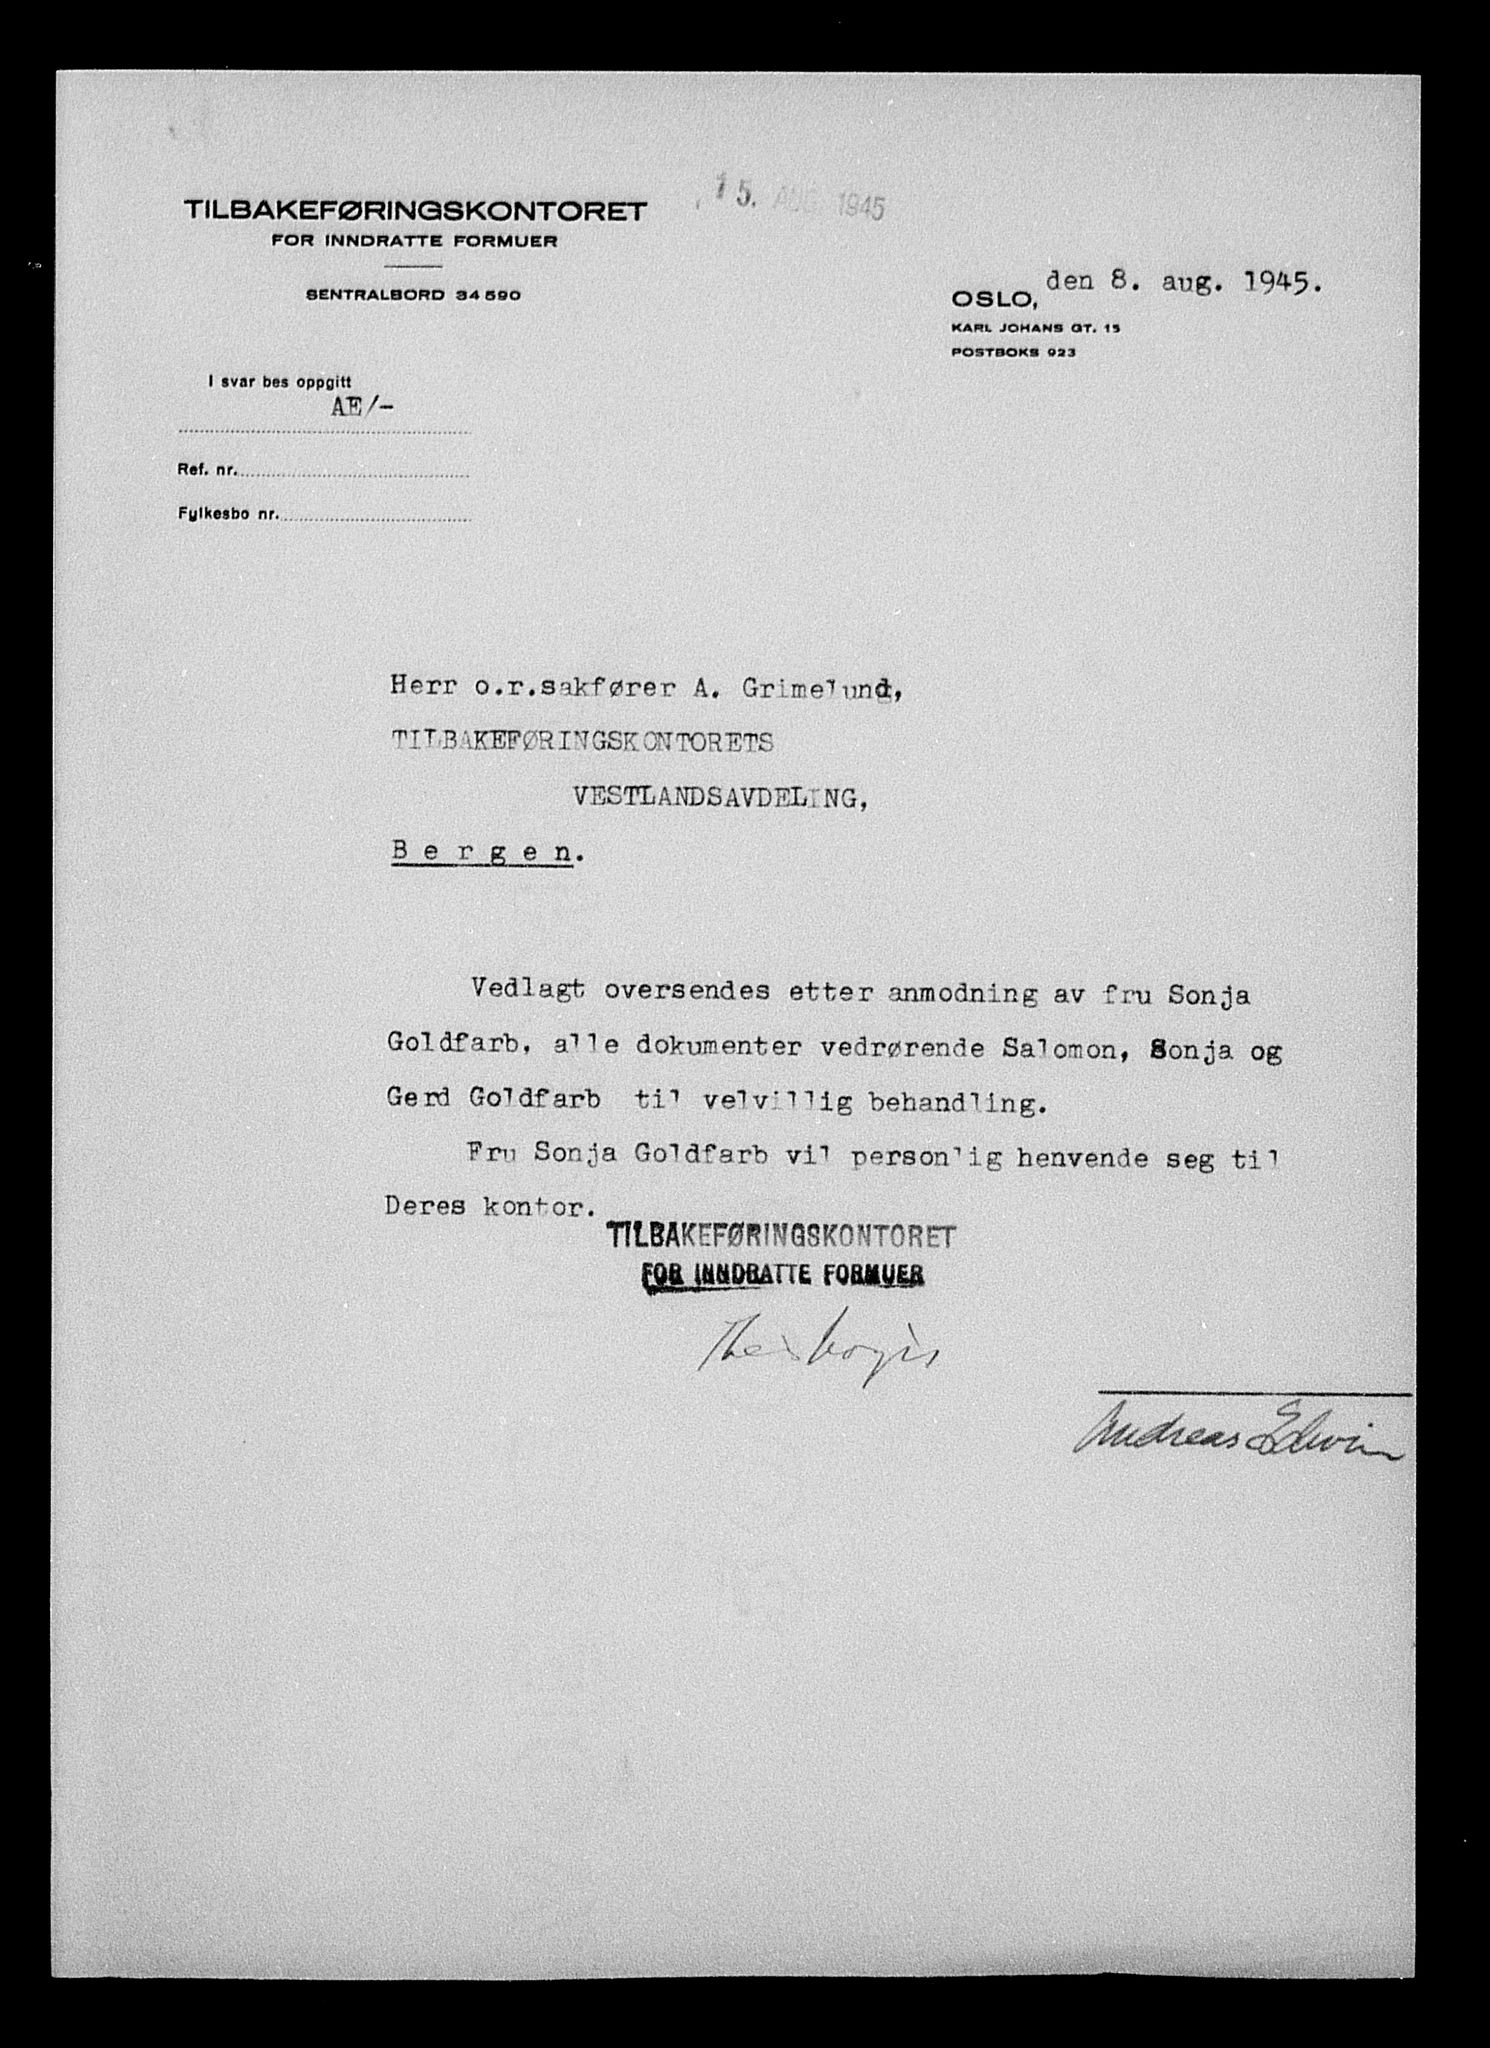 TILBAKEFØRINGSKONTORET
FOR INNDRATTE FORMUER
SENTRALBORD 34590
15. AUG 1945
OSLO, den 8. aug. 1945.
KARL JOHANS GT. 15
POSTBOKS 923
I svar bes oppgitt
AE/-
Ref. nr.
Fylkesbo nr.
Herr o.r.sakfører A. Grimelund,
TILBAKEFØRINGSKONTORETS
VESTLANDSAVDELING,
Bergen.
Vedlagt oversendes etter anmodning av fru Sonja
Goldfarb, alle dokumenter vedrørende Salomon, Sonja og
Gerd Goldfarb til velvillig behandling.
Fru Sonja Goldfarb vil personlig henvende seg til
Deres kontor.
TILBAKEFØRINGSKONTORET
FOR INNDRATTE FORMUER
Andreas